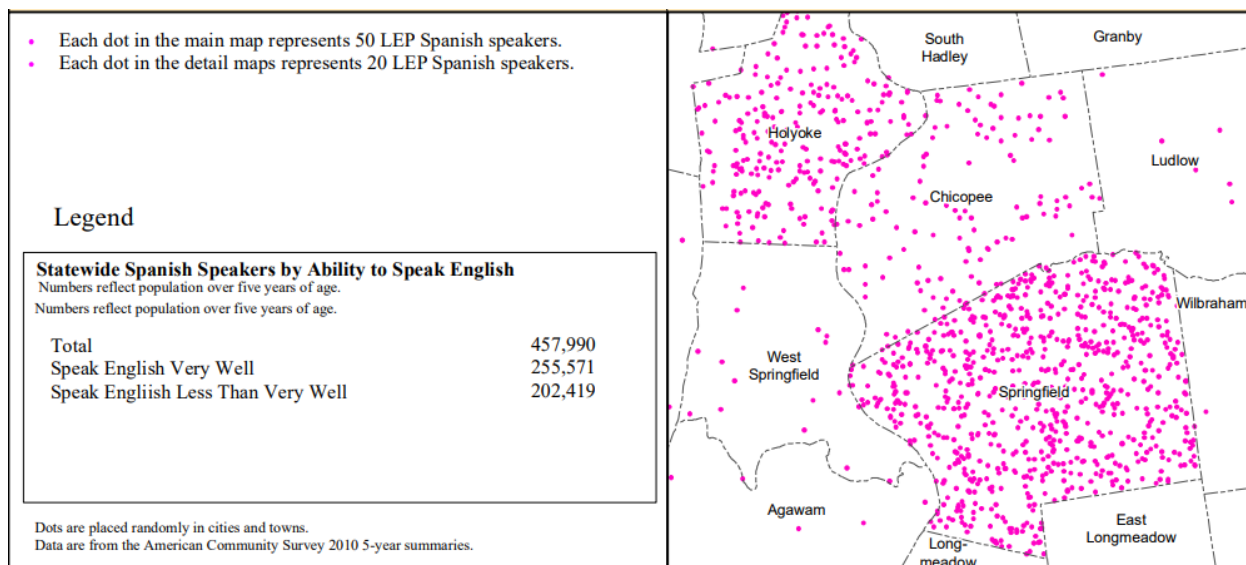 Each dot in the main map represents 50 LEP Spanish speakers.
Each dot in the detail maps represents 20 LEP Spanish speakers.
Legend
Statewide Spanish Speakers by Ability to Speak English
Numbers reflect population over five years of age.
Numbers reflect population over five years of age.
Total 457,990
Speak English Very Well 255,571
Speak Engliish Less Than Very Well 202,419
Dots are placed randomly in cities and towns.
Data are from the American Community Survey 2010 5-year summaries.
South
Hadley
Granby
Holyoke
Ludlow
Chicopee
Wilbraham
West
Springfield
Springfield
Agawam
East
Longmeadow
Long-
meadow